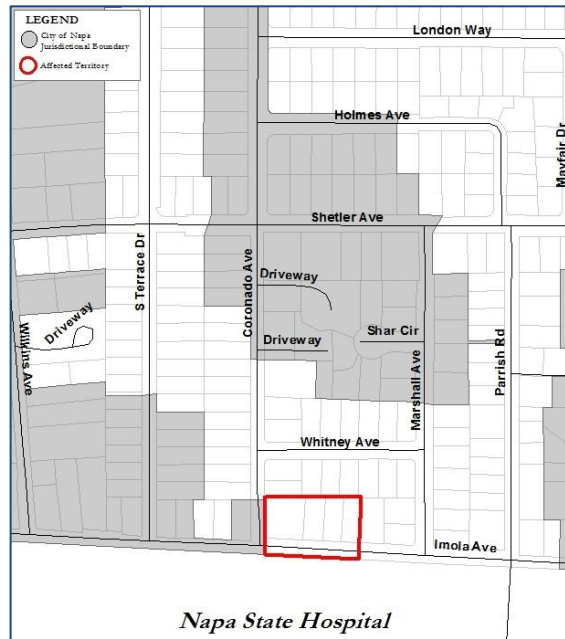 LEGEND
City of Napa
Jurisdictional Boundary
Affected Territory
London Way
Holmes Ave
Mayfair Dr
Shetler Ave
S Terrace Dr
Coronado Ave
Driveway
Driveway
Wilkins Ave
Driveway
Shar Cir
Marshall Ave
Parrish Rd
Whitney Ave
Imola Ave
Napa State Hospital